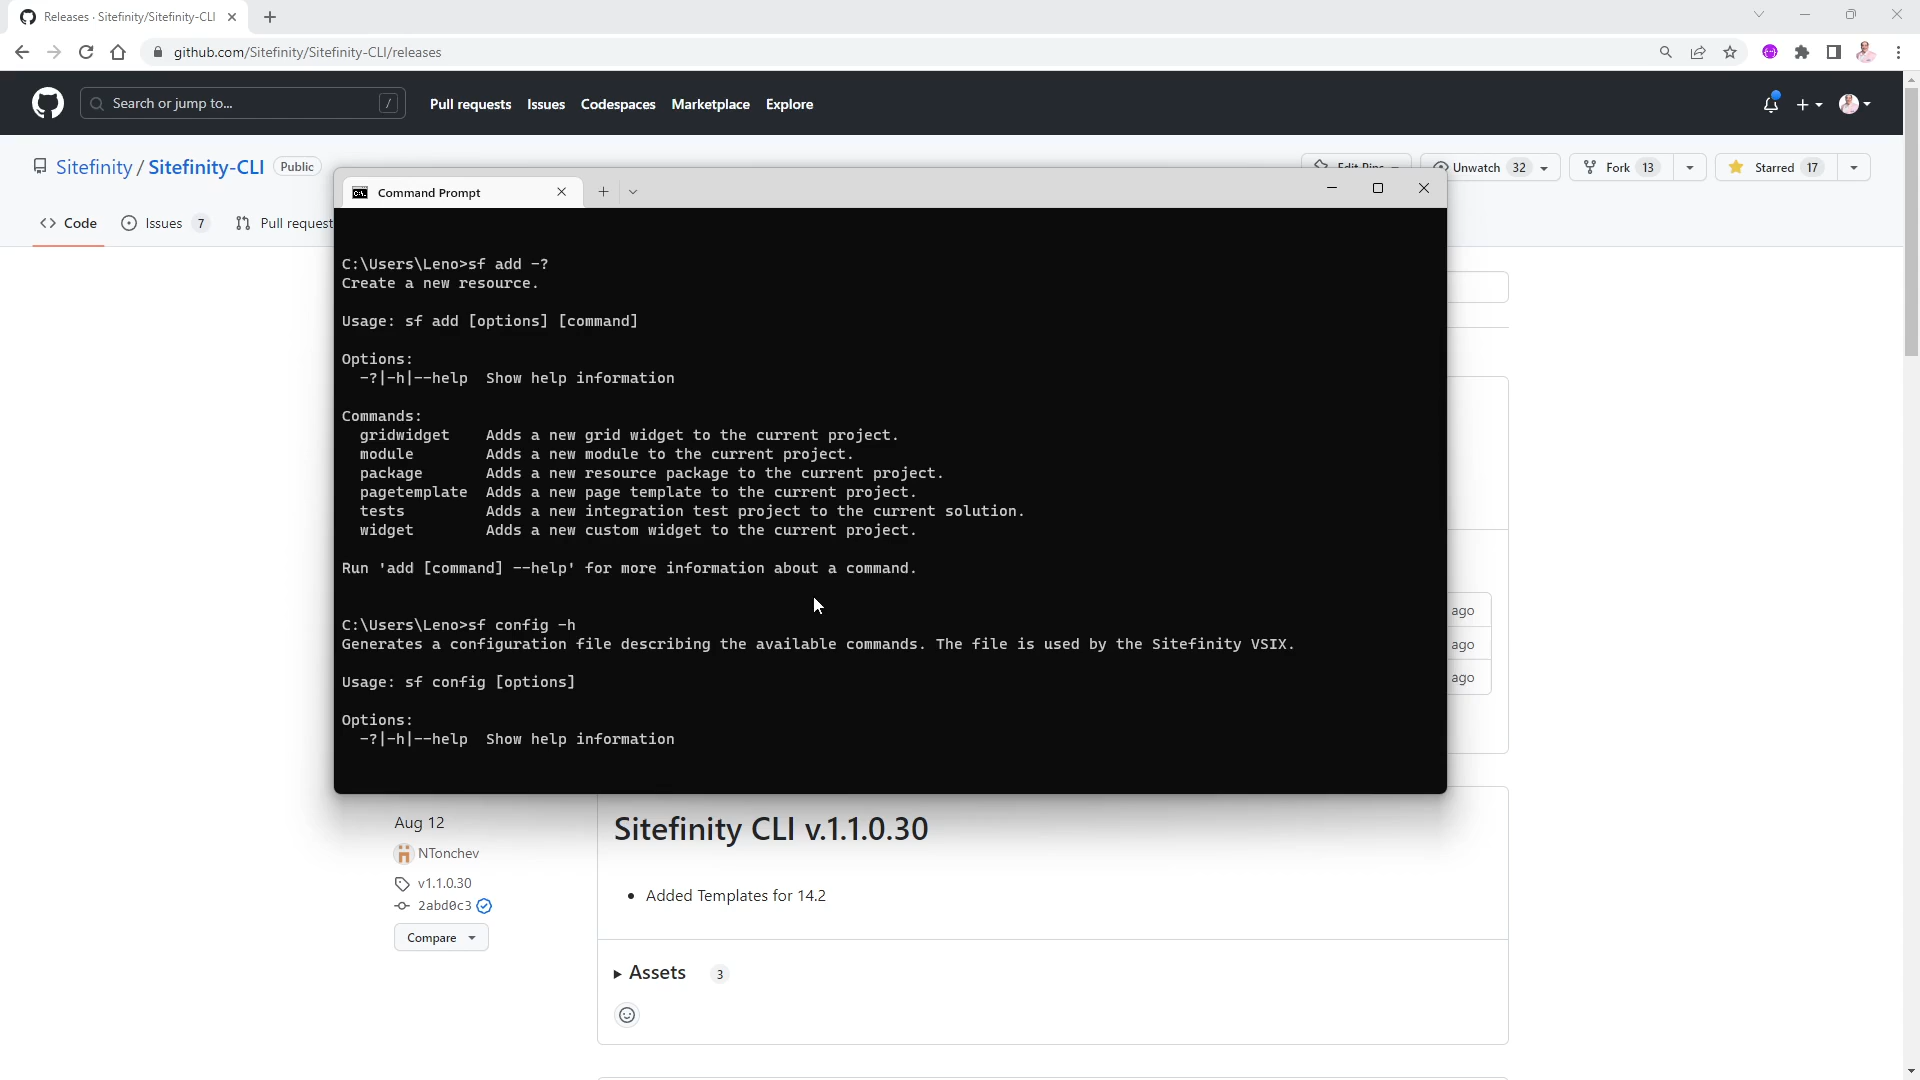 Releases · Sitefinity/Sitefinity-CLI
github.com/Sitefinity/Sitefinity-CLI/releases
Search or jump to... /
Pull requests Issues Codespaces Marketplace Explore
Sitefinity / Sitefinity-CLI Public
Edit Pins Unwatch 32 Fork 13 Starred 17
Code Issues 7 Pull request
Command Prompt
C:\Users\Leno>sf add -?
Create a new resource.
Usage: sf add [options] [command]
Options:
-?|-h|--help Show help information
Commands:
gridwidget Adds a new grid widget to the current project.
module Adds a new module to the current project.
package Adds a new resource package to the current project.
pagetemplate Adds a new page template to the current project.
tests Adds a new integration test project to the current solution.
widget Adds a new custom widget to the current project.
Run 'add [command] --help' for more information about a command.
C:\Users\Leno>sf config -h
Generates a configuration file describing the available commands. The file is used by the Sitefinity VSIX.
Usage: sf config [options]
Options:
-?|-h|--help Show help information
ago
ago
ago
Aug 12
NTonchev
v1.1.0.30
2abd0c3
Compare
Sitefinity CLI v.1.1.0.30
• Added Templates for 14.2
Assets 3